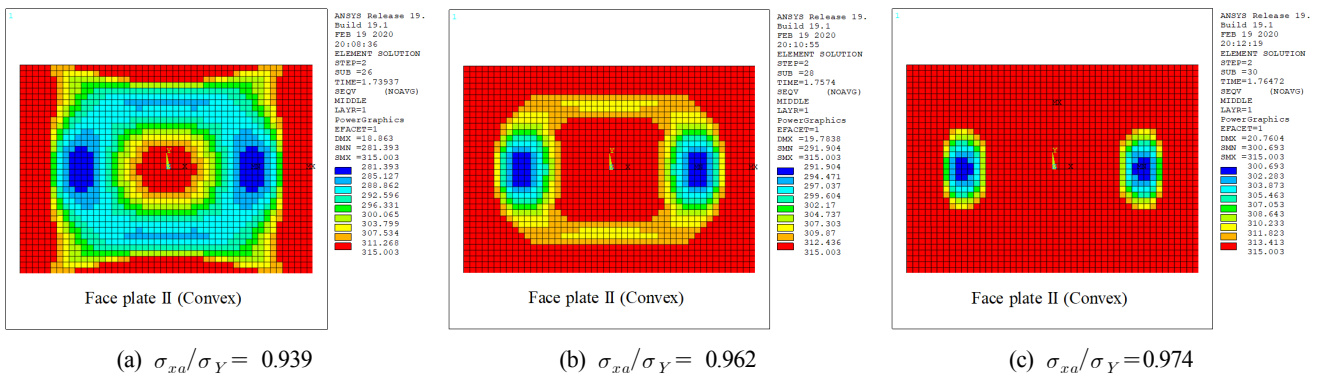 1
ANSYS Release 19.
Build 19.1
FEB 19 2020
20:08:36
ELEMENT SOLUTION
STEP=2
SUB =26
TIME=1.73937
SEQV (NOAVG)
MIDDLE
LAYR=1
PowerGraphics
EFACET=1
DMX =18.863
SMN =281.393
SMX =315.003
281.393
285.127
288.862
292.596
296.331
300.065
303.799
307.534
311.268
315.003
Y
X
MX
Face plate II (Convex)
(a) σxa/σY= 0.939
1
ANSYS Release 19.
Build 19.1
FEB 19 2020
20:10:55
ELEMENT SOLUTION
STEP=2
SUB =28
TIME=1.7574
SEQV (NOAVG)
MIDDLE
LAYR=1
PowerGraphics
EFACET=1
DMX =19.7838
SMN =291.904
SMX =315.003
291.904
294.471
297.037
299.604
302.17
304.737
307.303
309.87
312.436
315.003
Y
X
MX
Face plate II (Convex)
(b) σxa/σY= 0.962
1
ANSYS Release 19.
Build 19.1
FEB 19 2020
20:12:19
ELEMENT SOLUTION
STEP=2
SUB =30
TIME=1.76472
SEQV (NOAVG)
MIDDLE
LAYR=1
PowerGraphics
EFACET=1
DMX =20.7604
SMN =300.693
SMX =315.003
300.693
302.283
303.873
305.463
307.053
308.643
310.233
311.823
313.413
315.003
Y
X
MX
Face plate II (Convex)
(c) σxa/σY=0.974